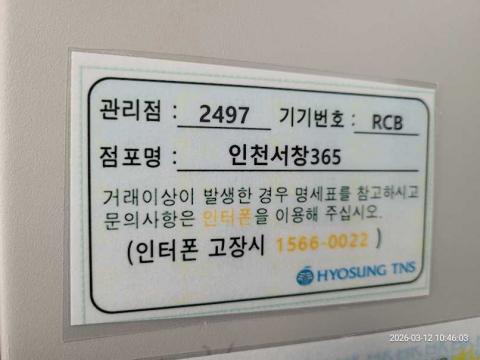 관리점 : 2497 기기번호 : RCB
점포명 : 인천서창365
거래이상이 발생한 경우 명세표를 참고하시고
문의사항은 인터폰을 이용해 주십시오.
(인터폰 고장시 1566-0022 )
HYOSUNG TNS
2026-03-12 10:46:03